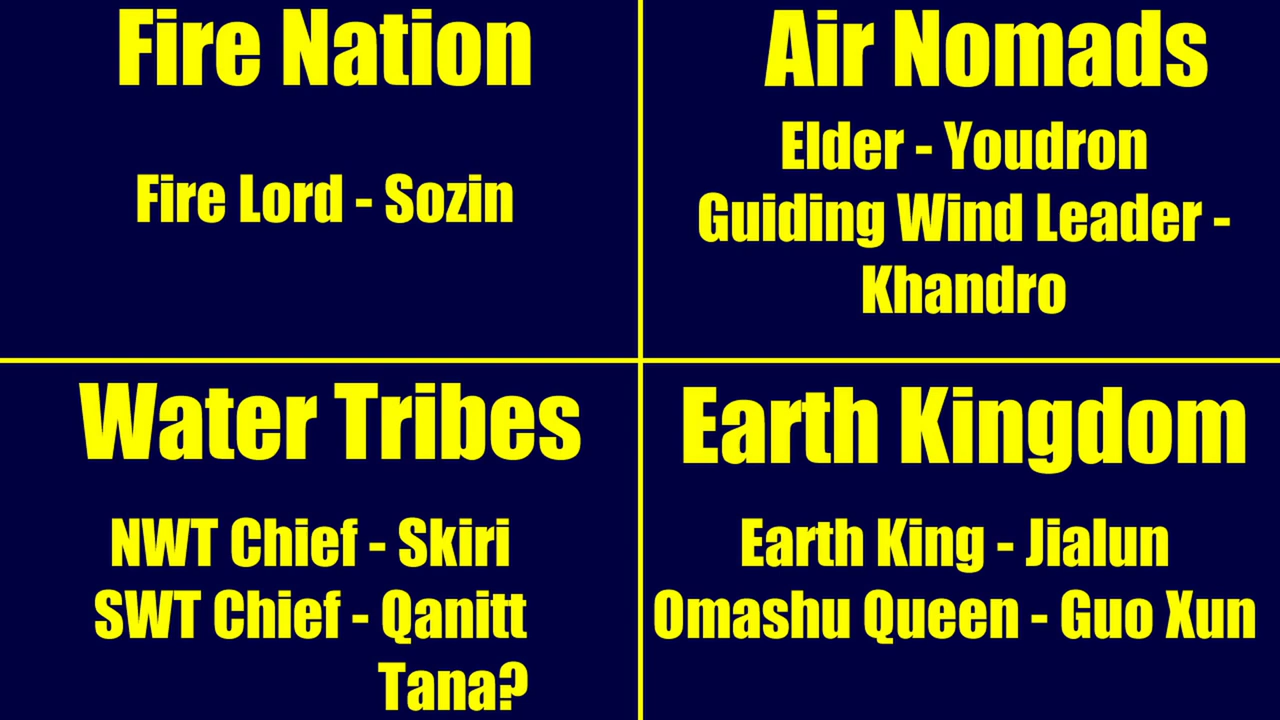 Fire Nation
Fire Lord - Sozin
Air Nomads
Elder - Youdron
Guiding Wind Leader -
Khandro
Water Tribes
NWT Chief - Skiri
SWT Chief - Qanitt
Tana?
Earth Kingdom
Earth King - Jialun
Omashu Queen - Guo Xun